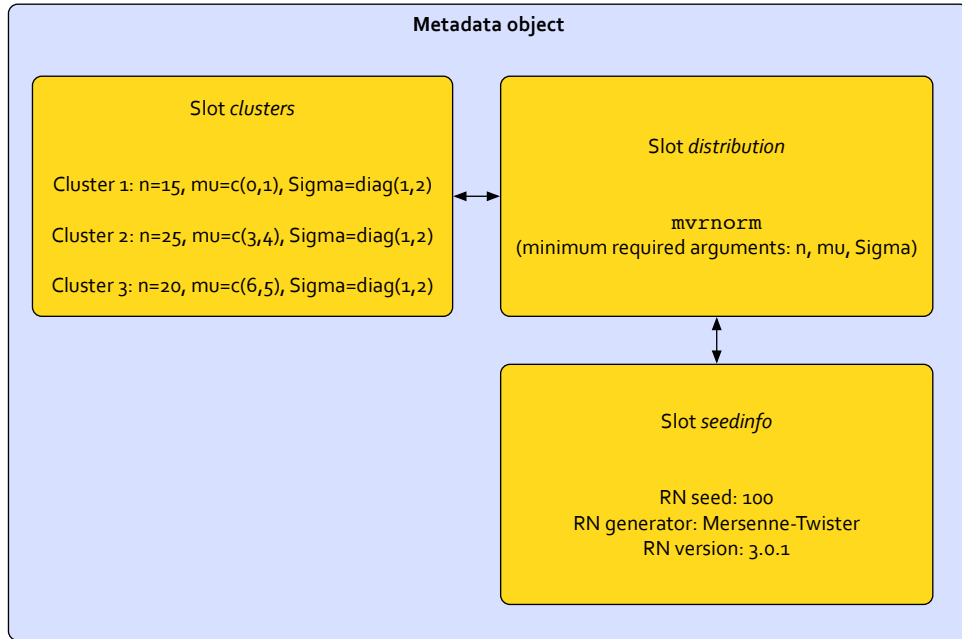 Metadata object
Slot clusters
Cluster 1: n=15, mu=c(0,1), Sigma=diag(1,2)
Cluster 2: n=25, mu=c(3,4), Sigma=diag(1,2)
Cluster 3: n=20, mu=c(6,5), Sigma=diag(1,2)
Slot distribution
mvrnorm
(minimum required arguments: n, mu, Sigma)
Slot seedinfo
RN seed: 100
RN generator: Mersenne-Twister
RN version: 3.0.1